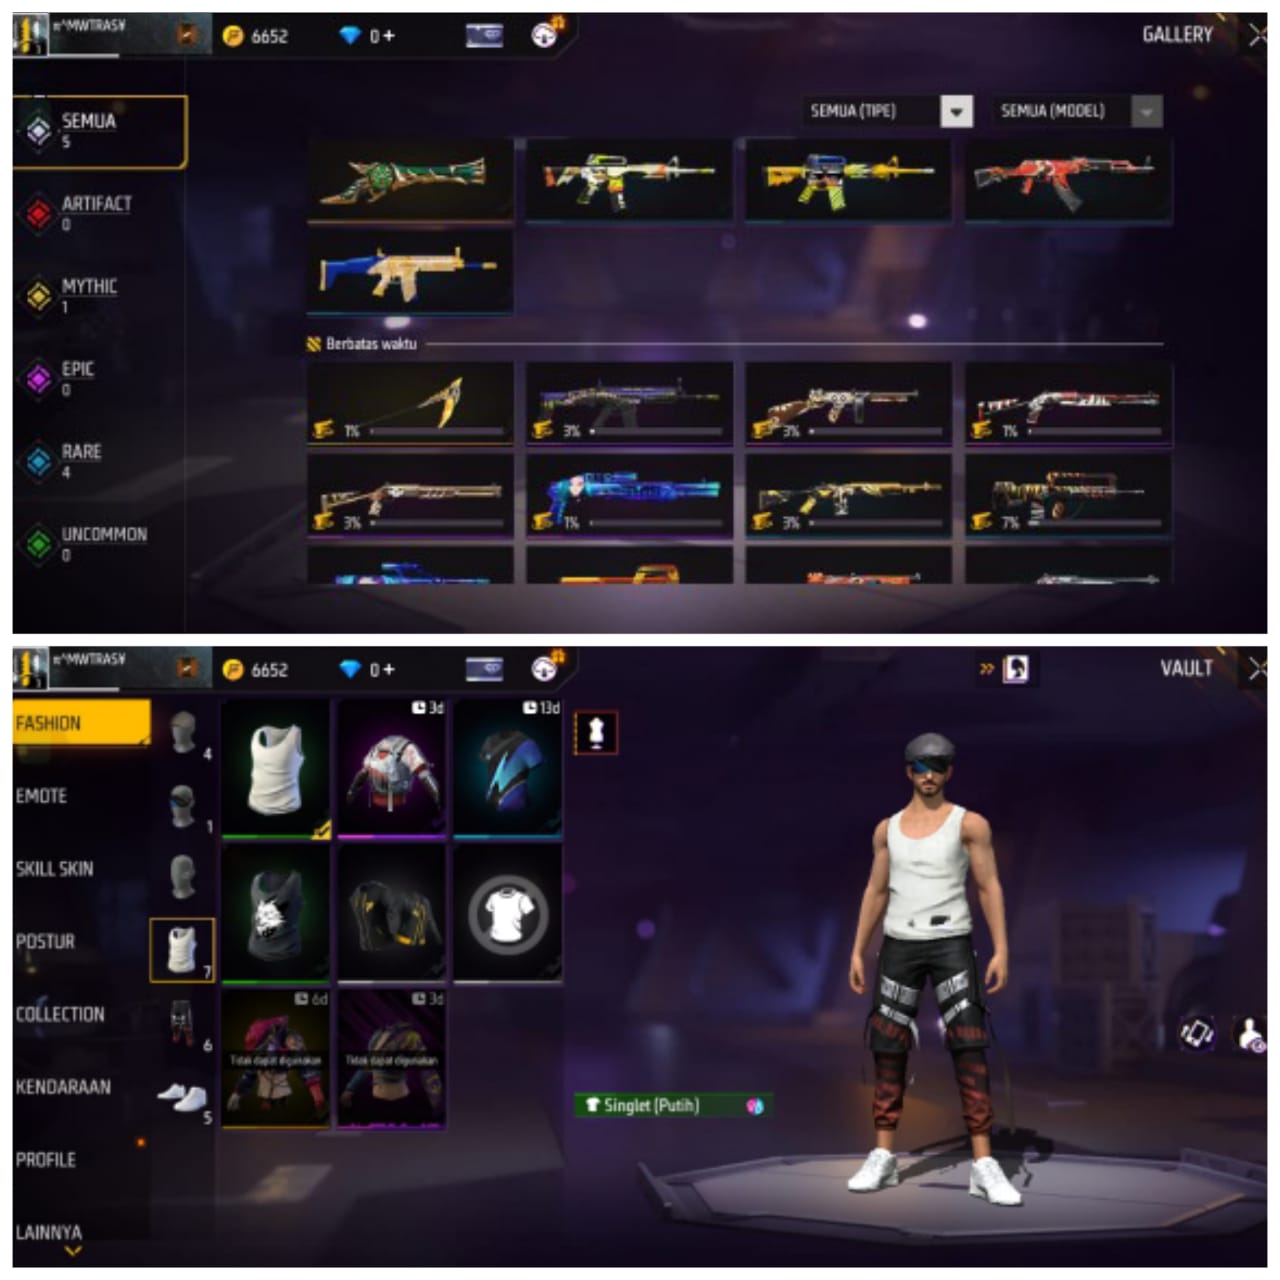 π^MWTRAS¥
6652
0+
GALLERY
SEMUA
5
SEMUA (TIPE)
SEMUA (MODEL)
ARTIFACT
0
MYTHIC
1
Berbatas waktu
EPIC
0
1%
3%
3%
1%
RARE
4
3%
1%
3%
7%
UNCOMMON
0
π^MWTRAS¥
6652
0+
VAULT
FASHION
4
3d
13d
EMOTE
1
SKILL SKIN
POSTUR
7
COLLECTION
6
6d
3d
Tidak dapat digunakan
Tidak dapat digunakan
KENDARAAN
5
Singlet (Putih)
PROFILE
LAINNYA